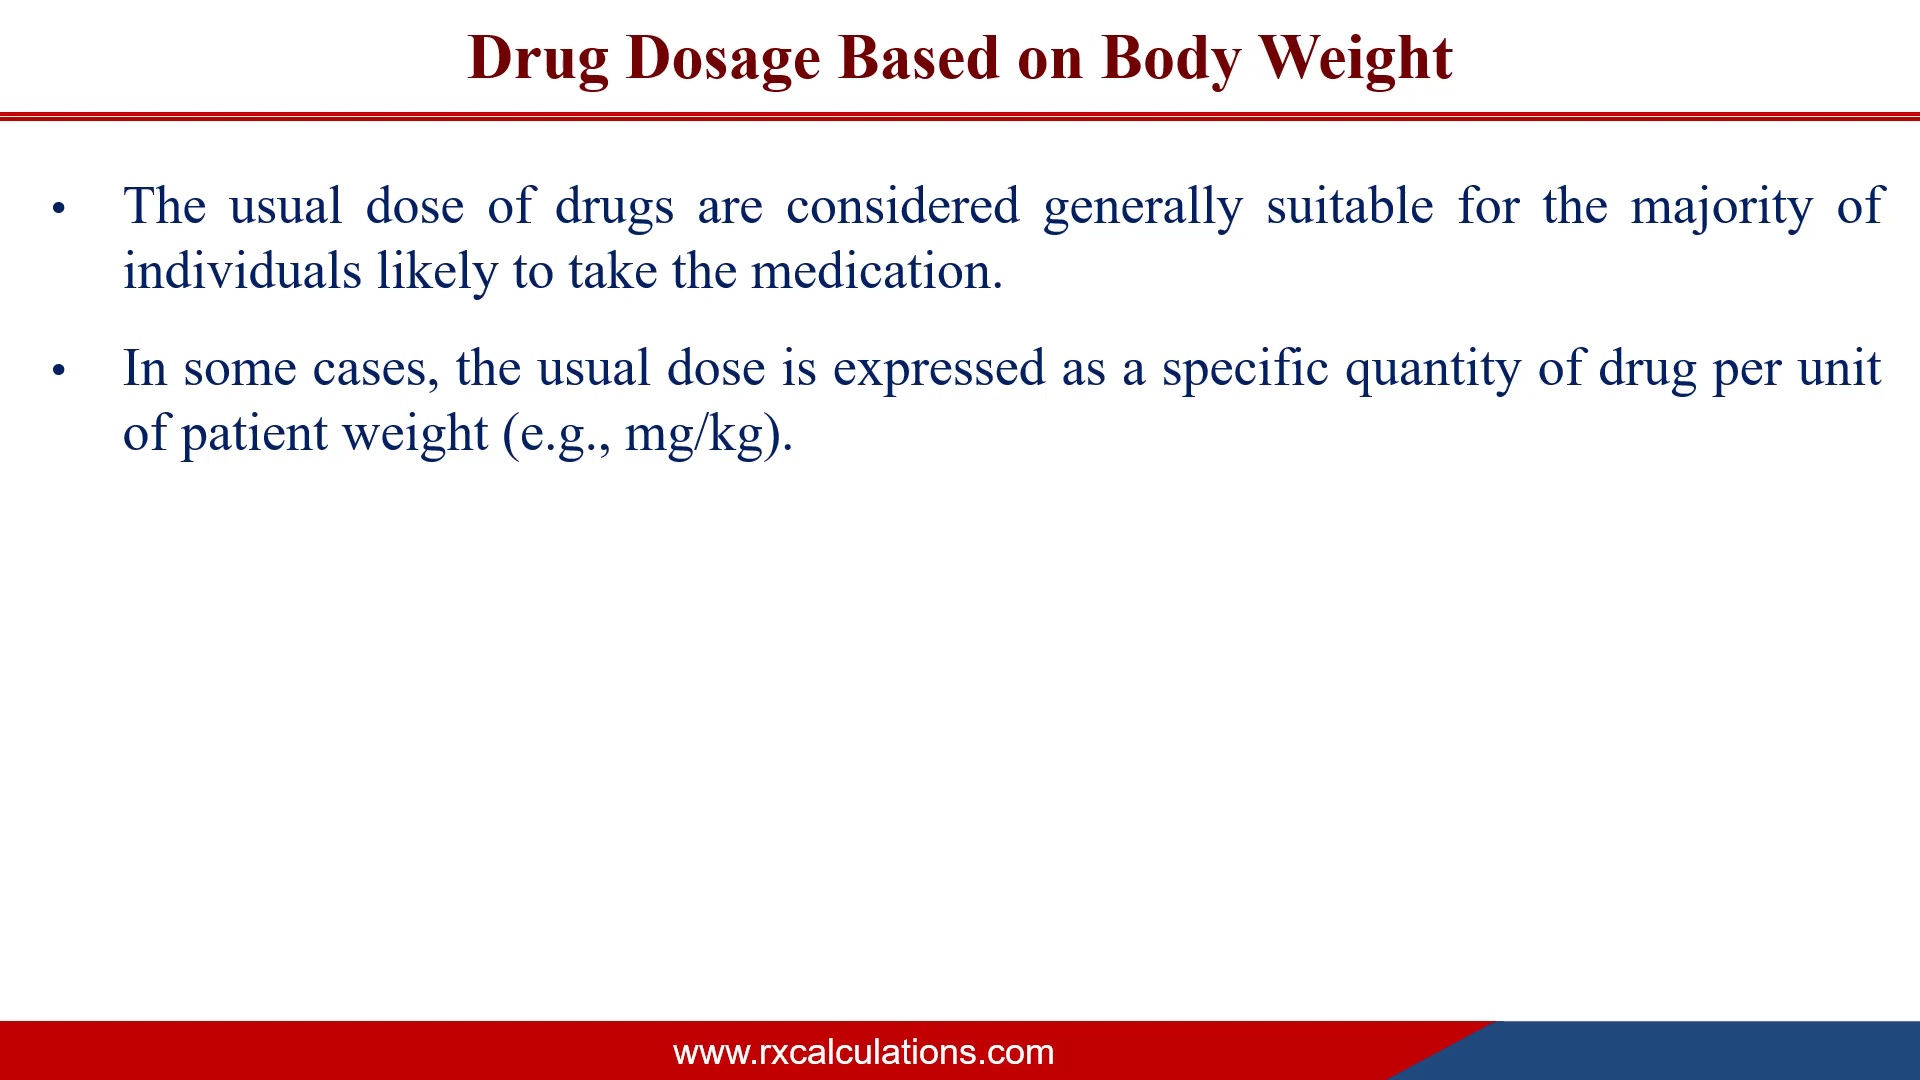 Drug Dosage Based on Body Weight
• The usual dose of drugs are considered generally suitable for the majority of
individuals likely to take the medication.
• In some cases, the usual dose is expressed as a specific quantity of drug per unit
of patient weight (e.g., mg/kg).
www.rxcalculations.com